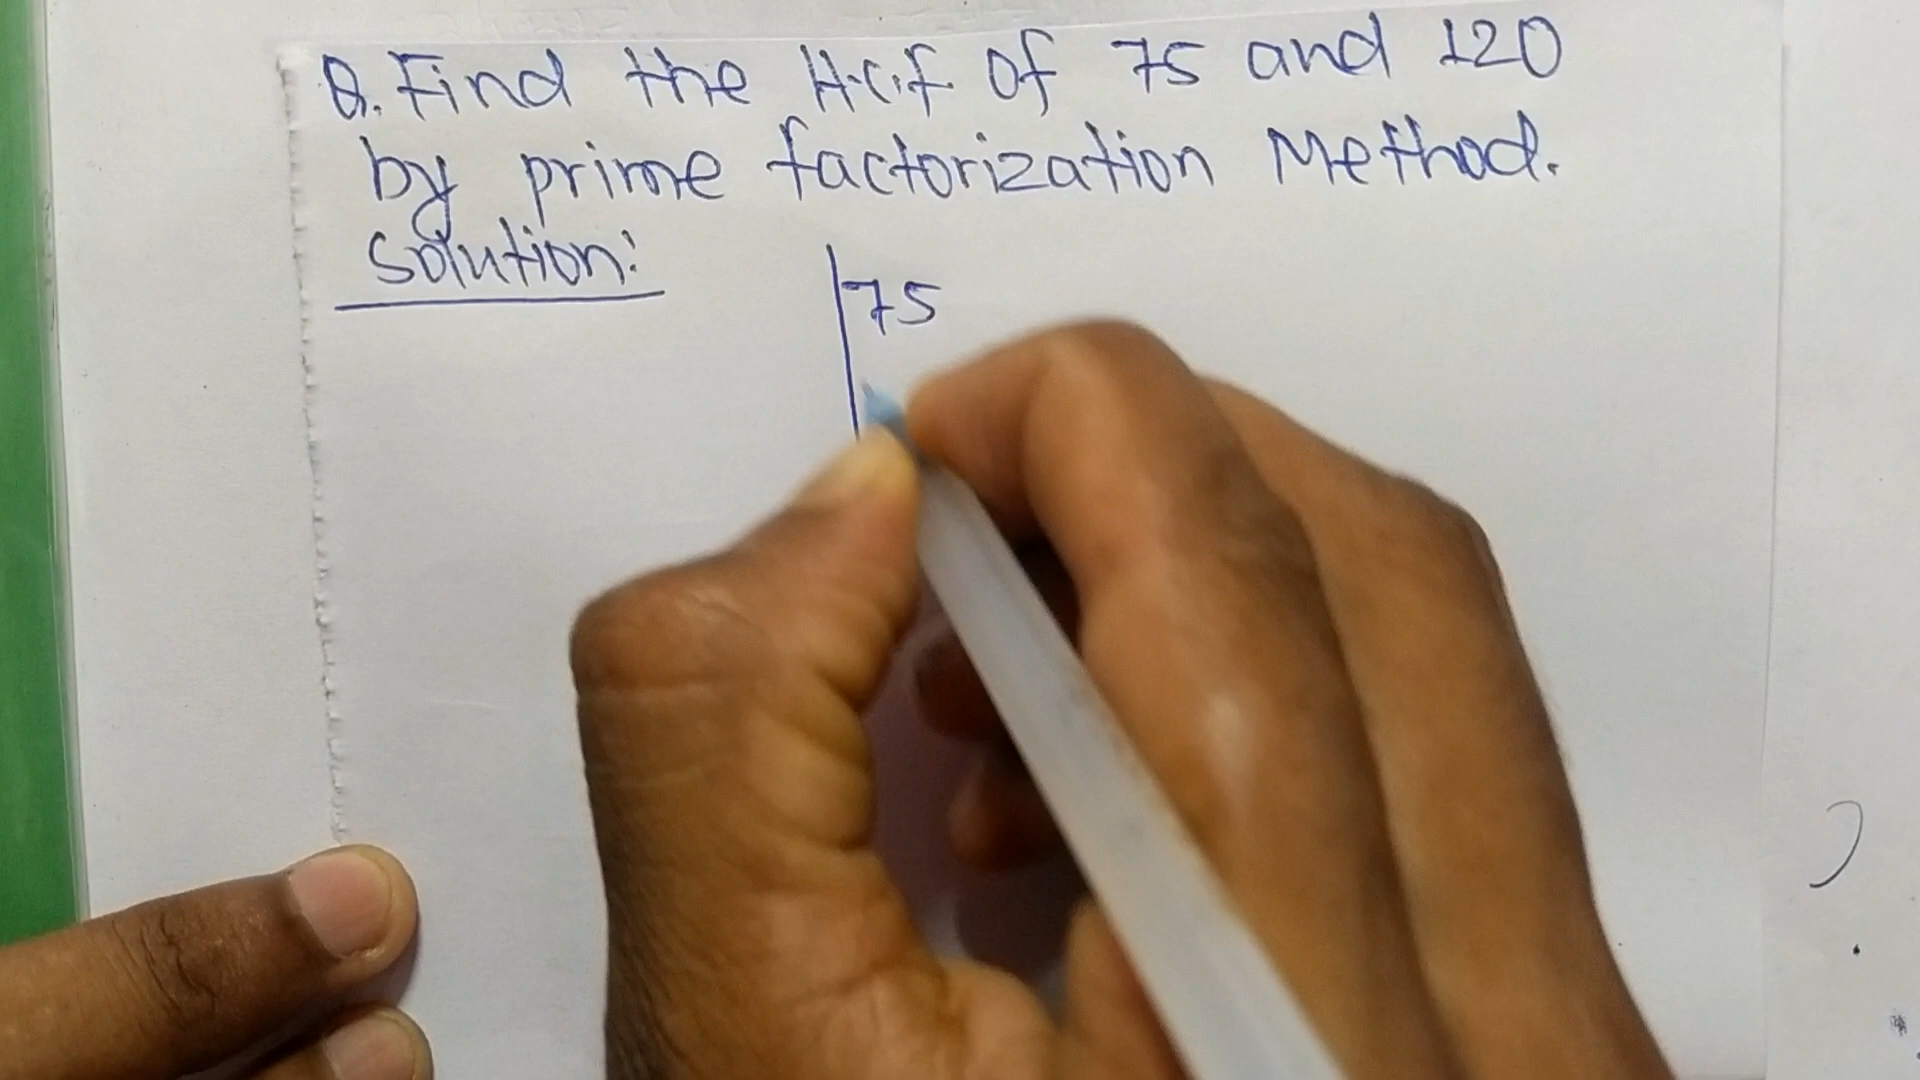 Q. Find the H.C.F. Of 75 and 120
by prime factorization Method.
Solution:
75